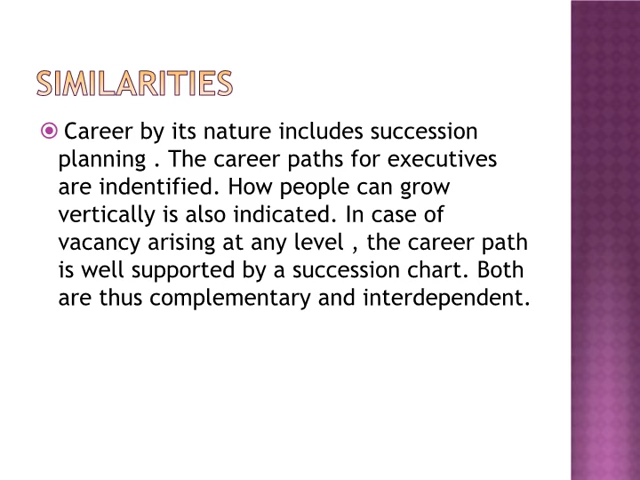 SIMILARITIES
Career by its nature includes succession
planning . The career paths for executives
are indentified. How people can grow
vertically is also indicated. In case of
vacancy arising at any level , the career path
is well supported by a succession chart. Both
are thus complementary and interdependent.